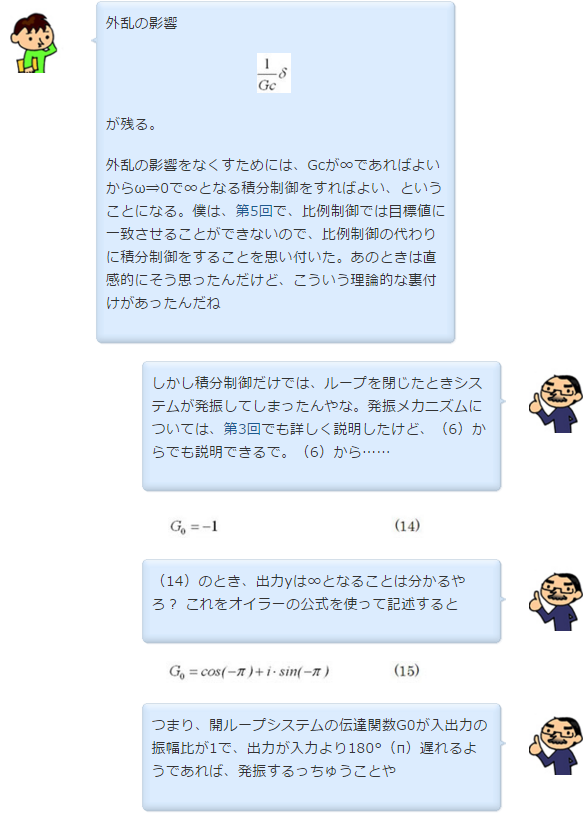 外乱の影響
1
Gc
δ
が残る。
外乱の影響をなくすためには、Gcが∞であればよい
からω⇒0で∞となる積分制御をすればよい、という
ことになる。僕は、第5回で、比例制御では目標値に
一致させることができないので、比例制御の代わり
に積分制御をすることを思い付いた。あのときは直
感的にそう思ったんだけど、こういう理論的な裏付
けがあったんだね
しかし積分制御だけでは、ループを閉じたときシス
テムが発振してしまったんやな。発振メカニズムに
ついては、第3回でも詳しく説明したけど、（6）か
らでも説明できるで。（6）から……
G₀ = −1 (14)
（14）のとき、出力yは∞となることは分かるや
ろ？ これをオイラーの公式を使って記述すると
G₀ = cos(−π) + i・sin(−π) (15)
つまり、開ループシステムの伝達関数G0が入出力の
振幅比が1で、出力が入力より180°（π）遅れるよ
うであれば、発振するっちゅうことや